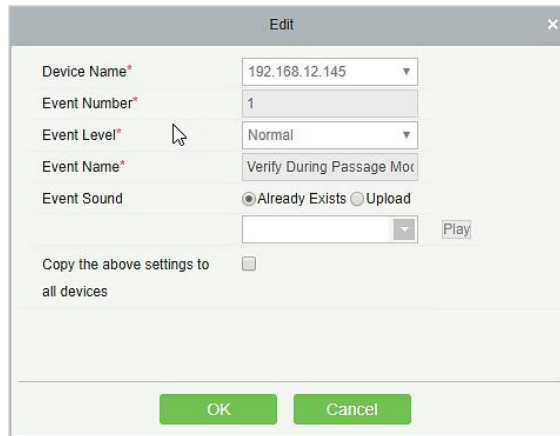 Edit
Device Name*
192.168.12.145
Event Number*
1
Event Level*
Normal
Event Name*
Verify During Passage Moc
Event Sound
Already Exists
Upload
Play
Copy the above settings to
all devices
OK
Cancel